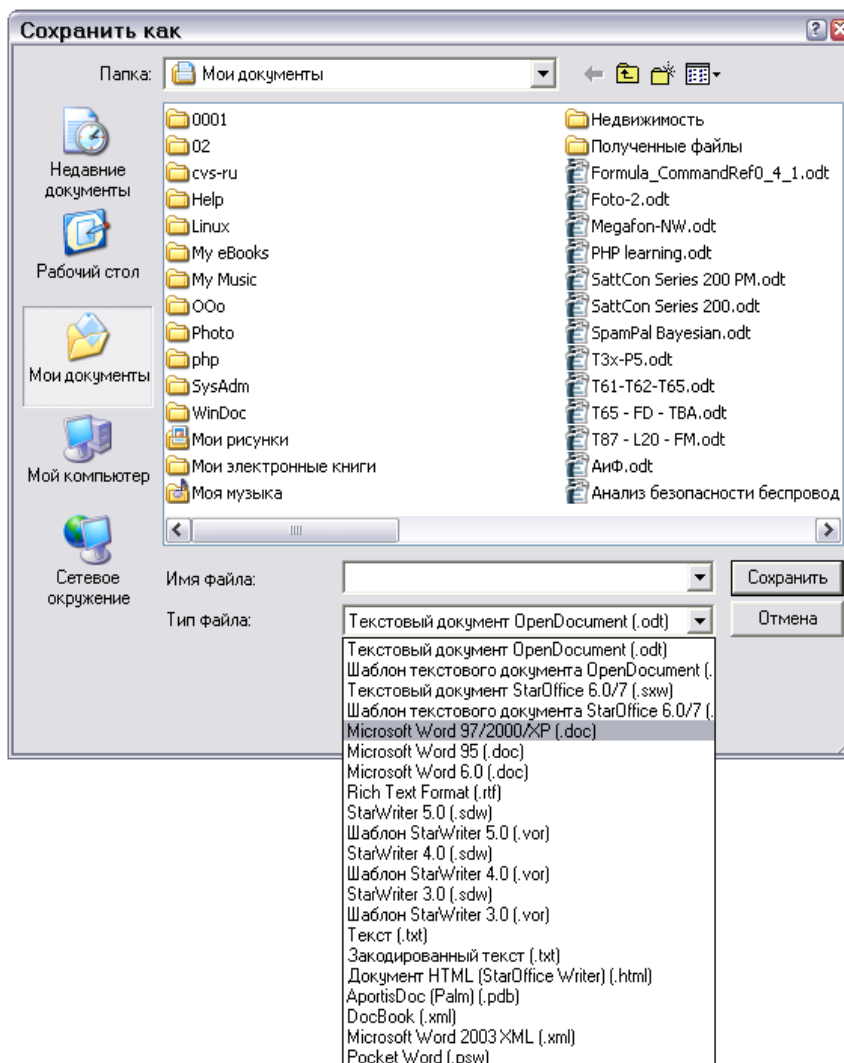 Сохранить как
Папка:
Мои документы
Недавние
документы
Рабочий стол
Мои документы
Мой компьютер
Сетевое
окружение
0001
02
cvs-ru
Help
Linux
My eBooks
My Music
OOo
Photo
php
SysAdm
WinDoc
Мои рисунки
Мои электронные книги
Моя музыка
Недвижимость
Полученные файлы
Formula_CommandRef0_4_1.odt
Foto-2.odt
Megafon-NW.odt
PHP learning.odt
SattCon Series 200 PM.odt
SattCon Series 200.odt
SpamPal Bayesian.odt
T3x-P5.odt
T61-T62-T65.odt
T65 - FD - TBA.odt
T87 - L20 - FM.odt
АиФ.odt
Анализ безопасности беспровод
Имя файла:
Сохранить
Тип файла:
Текстовый документ OpenDocument (.odt)
Отмена
Текстовый документ OpenDocument (.odt)
Шаблон текстового документа OpenDocument (.
Текстовый документ StarOffice 6.0/7 (.sxw)
Шаблон текстового документа StarOffice 6.0/7 (.
Microsoft Word 97/2000/XP (.doc)
Microsoft Word 95 (.doc)
Microsoft Word 6.0 (.doc)
Rich Text Format (.rtf)
StarWriter 5.0 (.sdw)
Шаблон StarWriter 5.0 (.vor)
StarWriter 4.0 (.sdw)
Шаблон StarWriter 4.0 (.vor)
StarWriter 3.0 (.sdw)
Шаблон StarWriter 3.0 (.vor)
Текст (.txt)
Закодированный текст (.txt)
Документ HTML (StarOffice Writer) (.html)
AportisDoc (Palm) (.pdb)
DocBook (.xml)
Microsoft Word 2003 XML (.xml)
Pocket Word (.psw)